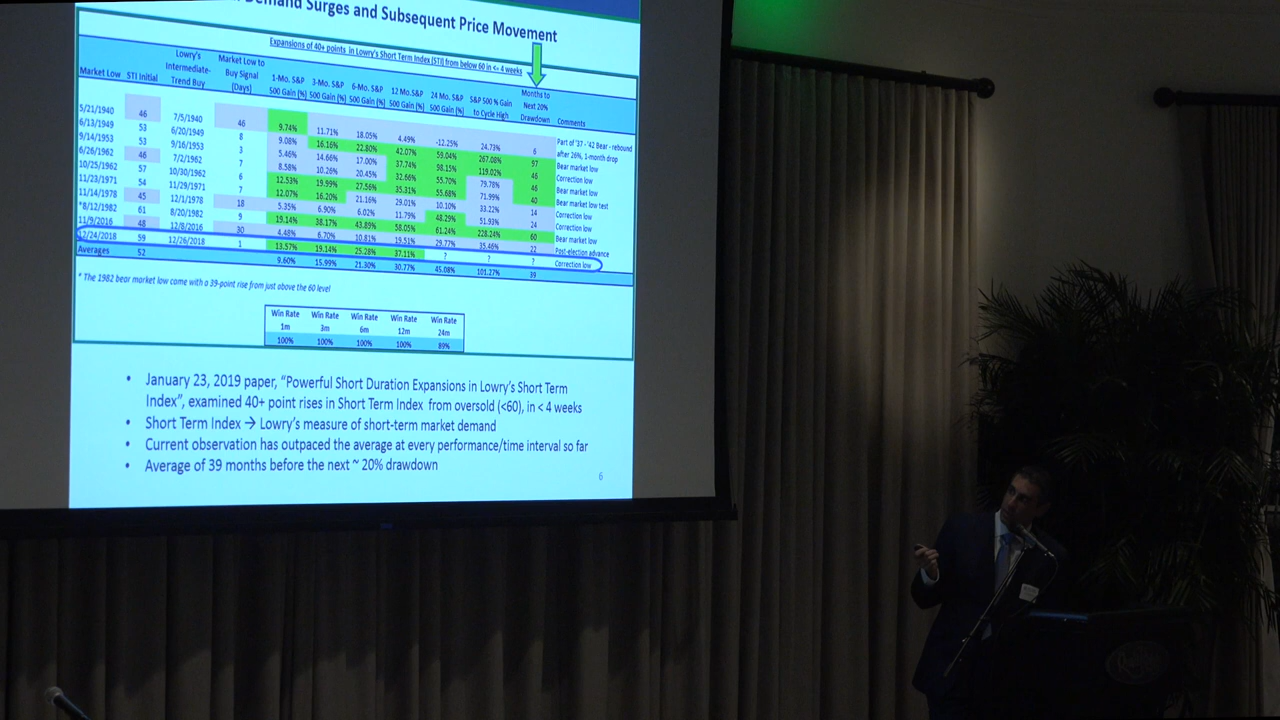 Demand Surges and Subsequent Price Movement
Expansions of 40+ points in Lowry's Short Term Index (STI) from below 60 in <= 4 weeks
Market Low STI Initial Lowry's Intermediate-Trend Buy Market Low to Buy Signal (Days) 1-Mo. S&P 500 Gain (%) 3-Mo. S&P 500 Gain (%) 6-Mo. S&P 500 Gain (%) 12 Mo. S&P 500 Gain (%) 24 Mo. S&P 500 Gain (%) S&P 500 % Gain to Cycle High Months to Next 20% Drawdown Comments
5/21/1940 46 7/5/1940 46 9.74% 11.71% 18.05% 4.49% -12.25% 24.73% 6 Part of '37 - '42 Bear - rebound after 26%, 1-month drop
6/13/1949 53 6/20/1949 8 9.08% 16.16% 22.80% 42.07% 59.04% 267.08% 97 Bear market low
9/14/1953 53 9/16/1953 3 5.46% 14.66% 17.00% 37.74% 98.15% 119.02% 46 Correction low
6/26/1962 46 7/2/1962 7 8.58% 10.26% 20.45% 32.66% 55.70% 79.78% 46 Bear market low
10/25/1962 57 10/30/1962 6 12.53% 19.99% 27.56% 35.31% 55.68% 71.99% 40 Bear market low test
11/23/1971 54 11/29/1971 7 12.07% 16.20% 21.16% 29.01% 10.10% 33.22% 14 Correction low
11/14/1978 45 12/1/1978 18 5.35% 6.90% 6.02% 11.79% 48.29% 51.93% 24 Correction low
*8/12/1982 61 8/20/1982 9 19.14% 38.17% 43.89% 58.05% 61.24% 228.24% 60 Bear market low
11/9/2016 48 12/8/2016 30 4.48% 6.70% 10.81% 19.51% 29.77% 35.46% 22 Post-election advance
12/24/2018 59 12/26/2018 1 13.57% 19.14% 25.28% 37.11% ? ? ? Correction low
Averages 52 9.60% 15.99% 21.30% 30.77% 45.08% 101.27% 39
* The 1982 bear market low came with a 39-point rise from just above the 60 level
Win Rate Win Rate Win Rate Win Rate Win Rate
1m 3m 6m 12m 24m
100% 100% 100% 100% 89%
• January 23, 2019 paper, “Powerful Short Duration Expansions in Lowry's Short Term
Index”, examined 40+ point rises in Short Term Index from oversold (<60), in < 4 weeks
• Short Term Index → Lowry's measure of short-term market demand
• Current observation has outpaced the average at every performance/time interval so far
• Average of 39 months before the next ~ 20% drawdown
6